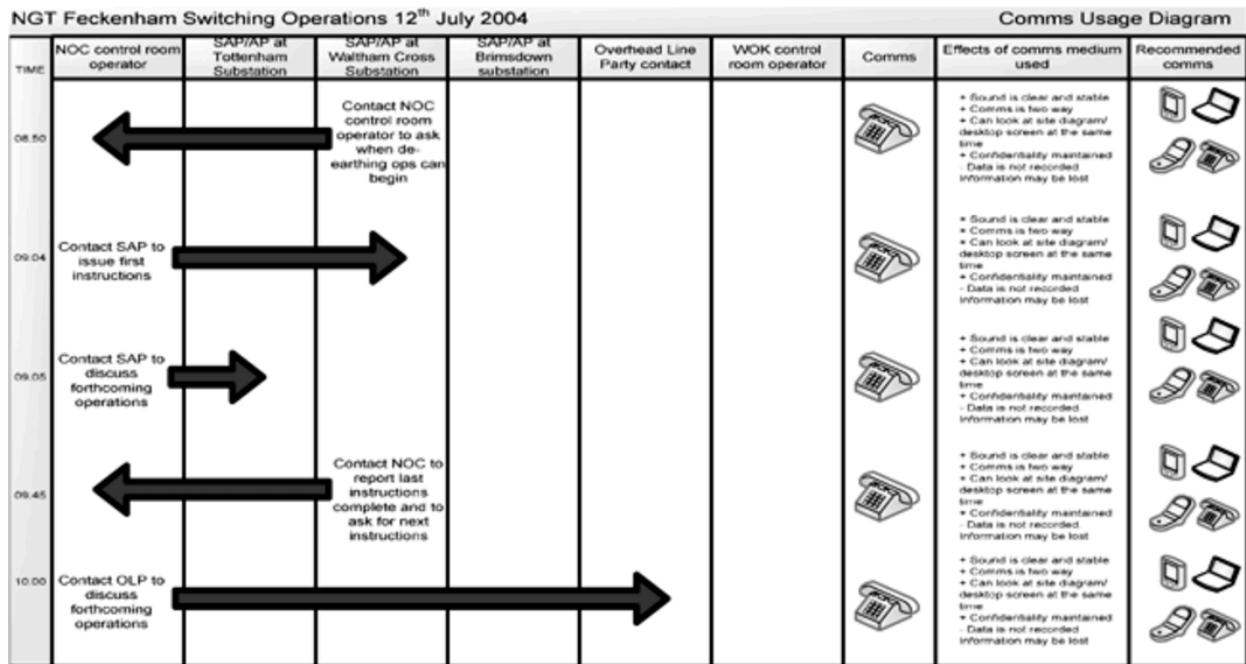 NGT Feckenham Switching Operations 12th July 2004
Comms Usage Diagram
TIME
NOC control room
operator
SAP/AP at
Tottenham
Substation
SAP/AP at
Waltham Cross
Substation
SAP/AP at
Brimsdown
substation
Overhead Line
Party contact
WOK control
room operator
Comms
Effects of comms medium
used
Recommended
comms
08.50
Contact NOC
control room
operator to ask
when de-
earthing ops can
begin
+ Sound is clear and stable
+ Comms is two way
+ Can look at site diagram/
desktop screen at the same
time
+ Confidentiality maintained
- Data is not recorded
Information may be lost
09.04
Contact SAP to
issue first
instructions
+ Sound is clear and stable
+ Comms is two way
+ Can look at site diagram/
desktop screen at the same
time
+ Confidentiality maintained
- Data is not recorded
Information may be lost
09.05
Contact SAP to
discuss
forthcoming
operations
+ Sound is clear and stable
+ Comms is two way
+ Can look at site diagram/
desktop screen at the same
time
+ Confidentiality maintained
- Data is not recorded.
Information may be lost
09.45
Contact NOC to
report last
instructions
complete and to
ask for next
instructions
+ Sound is clear and stable
+ Comms is two way
+ Can look at site diagram/
desktop screen at the same
time
+ Confidentiality maintained
- Data is not recorded.
Information may be lost
10.00
Contact OLP to
discuss
forthcoming
operations
+ Sound is clear and stable
+ Comms is two way
+ Can look at site diagram/
desktop screen at the same
time
+ Confidentiality maintained
- Data is not recorded.
Information may be lost